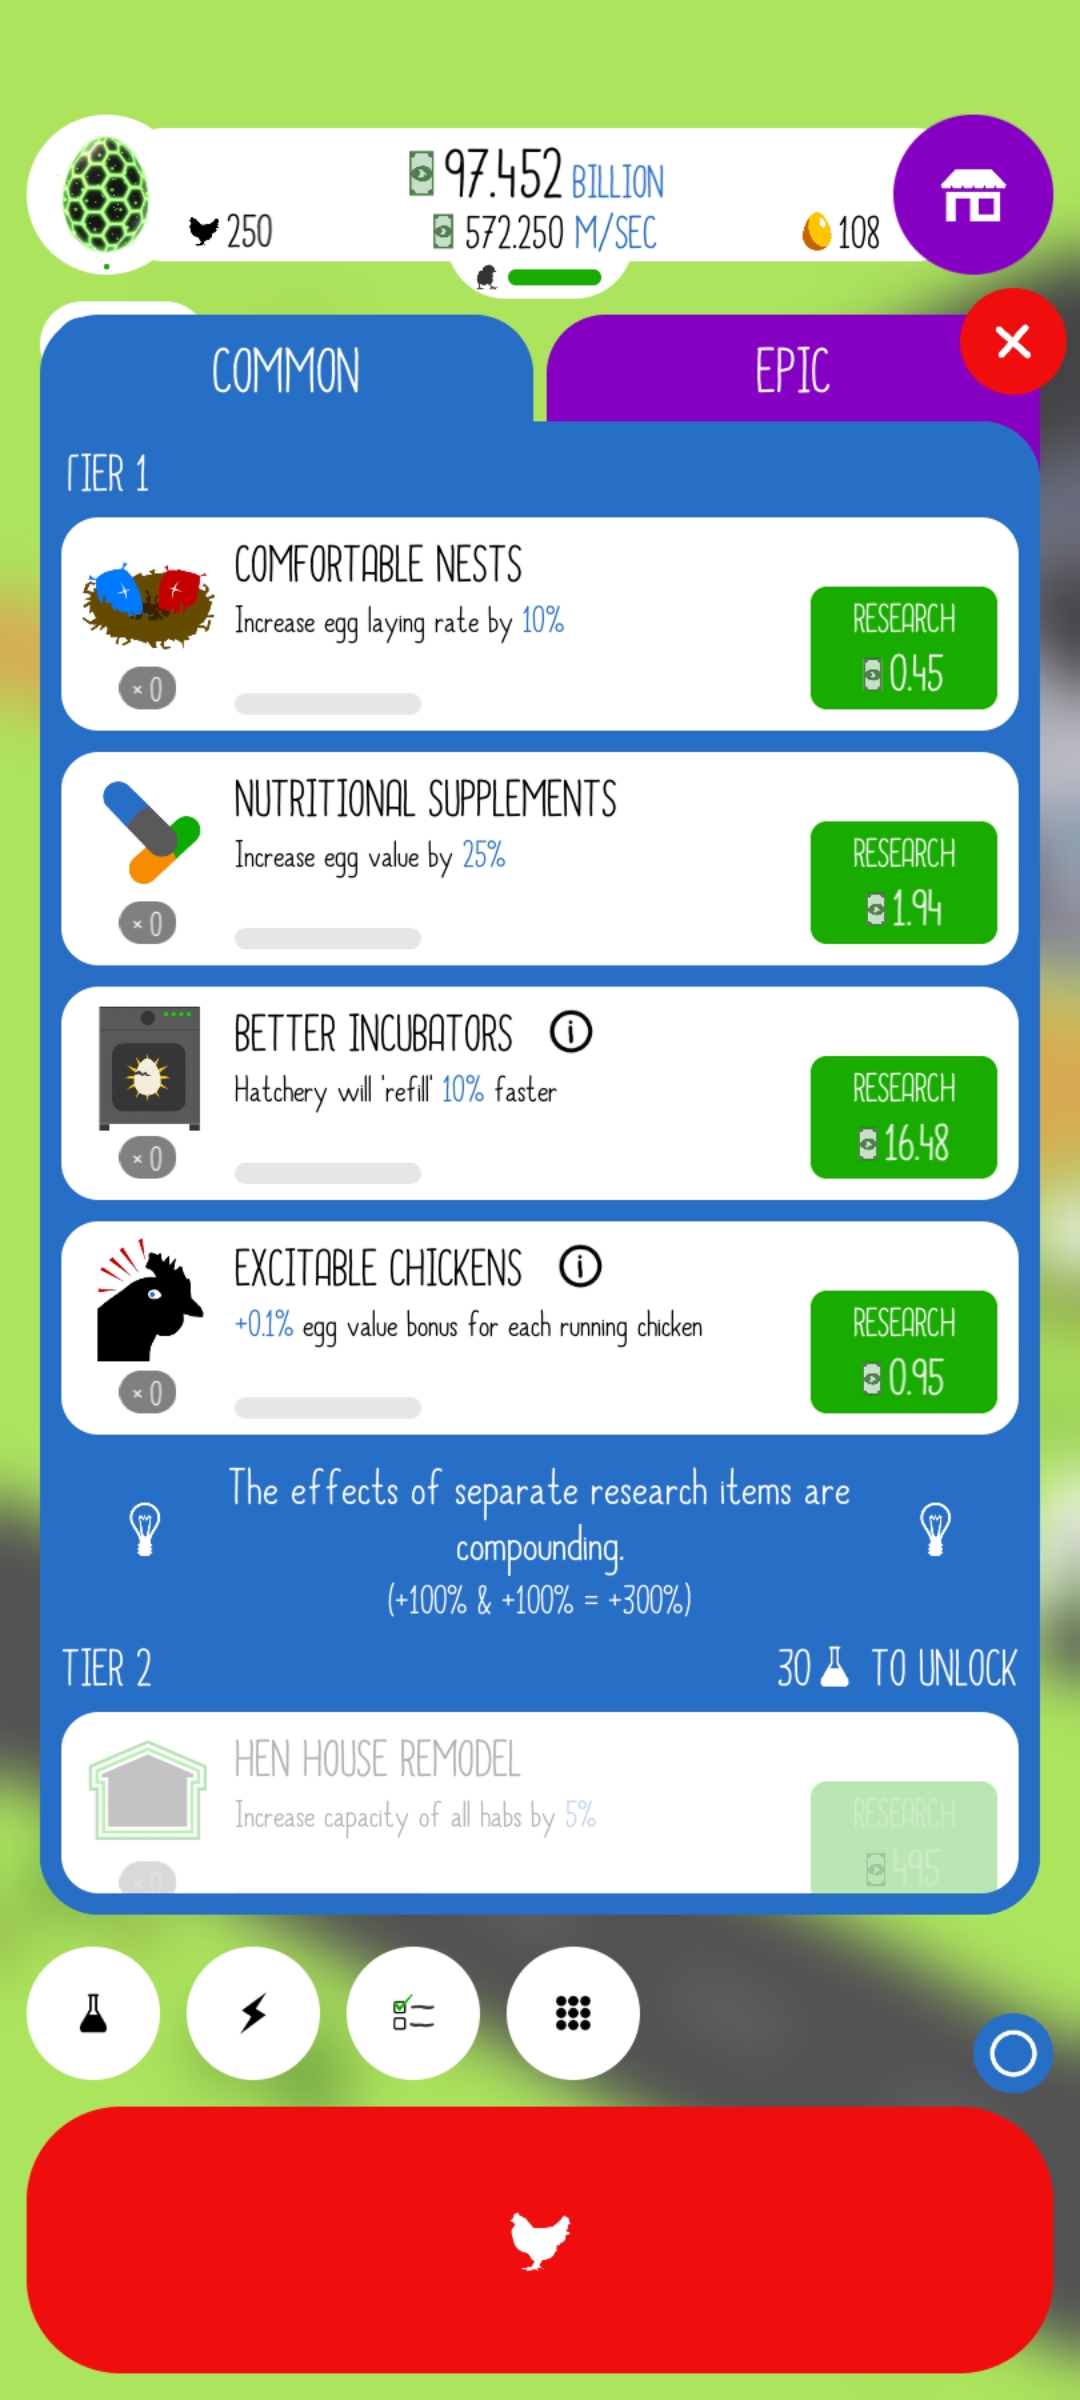 97.452 BILLION
250
572.250 M/SEC
108
COMMON
EPIC
TIER 1
COMFORTABLE NESTS
Increase egg laying rate by 10%
× 0
RESEARCH
0.45
NUTRITIONAL SUPPLEMENTS
Increase egg value by 25%
× 0
RESEARCH
1.94
BETTER INCUBATORS
Hatchery will 'refill' 10% faster
× 0
RESEARCH
16.48
EXCITABLE CHICKENS
+0.1% egg value bonus for each running chicken
× 0
RESEARCH
0.95
The effects of separate research items are
compounding.
(+100% & +100% = +300%)
TIER 2
30 TO UNLOCK
HEN HOUSE REMODEL
Increase capacity of all habs by 5%
× 0
RESEARCH
495